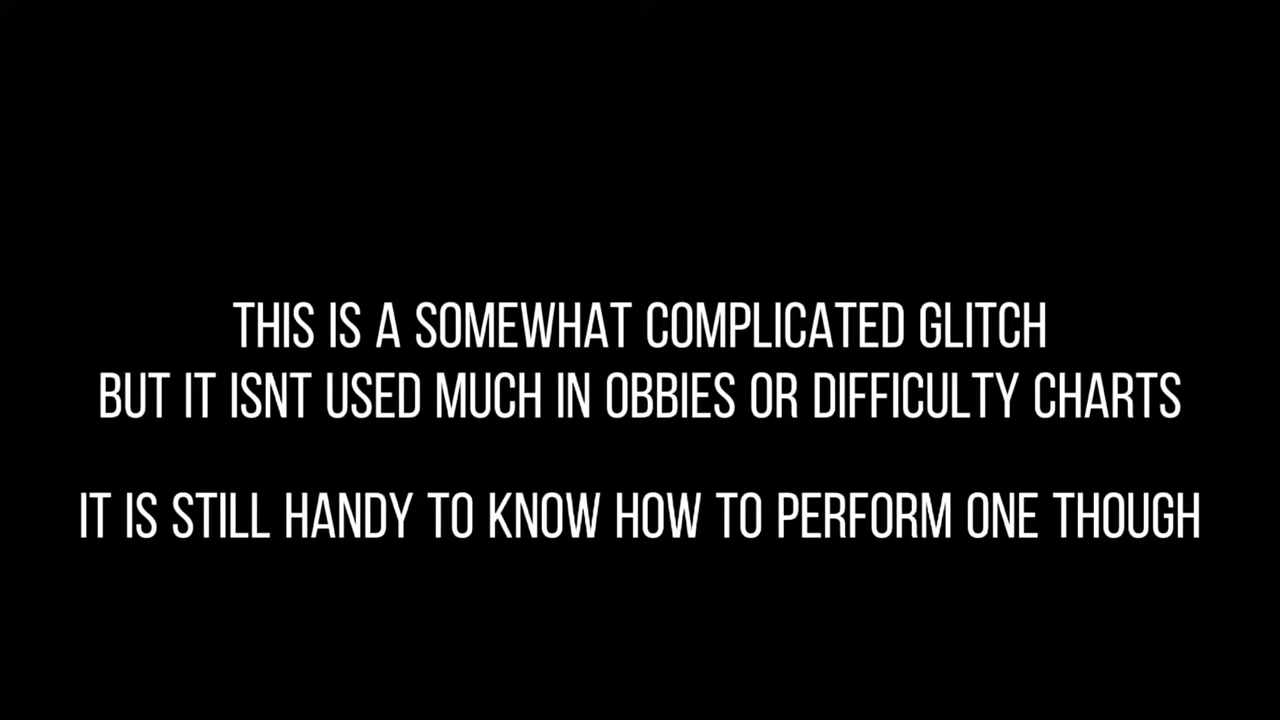 THIS IS A SOMEWHAT COMPLICATED GLITCH
BUT IT ISNT USED MUCH IN OBBIES OR DIFFICULTY CHARTS
IT IS STILL HANDY TO KNOW HOW TO PERFORM ONE THOUGH